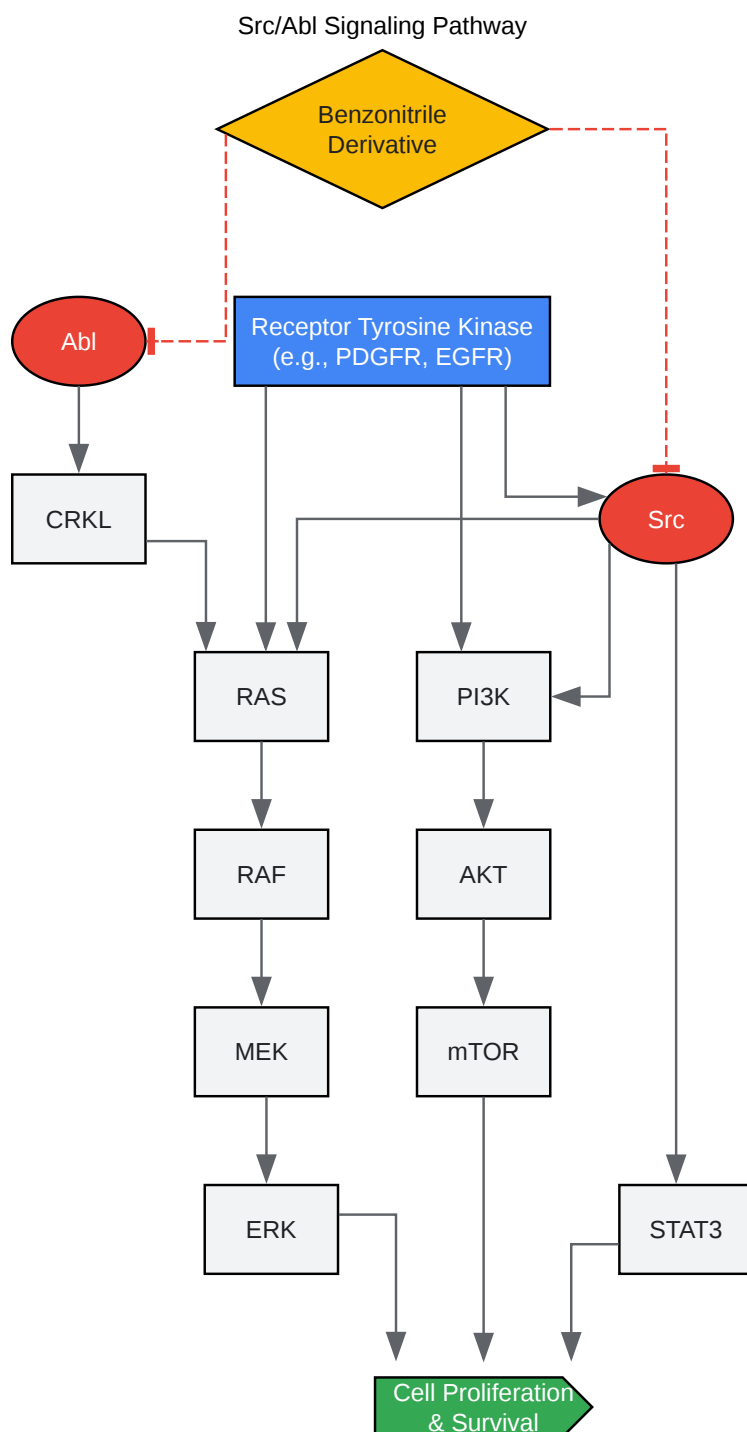 Src/Abl Signaling Pathway
Benzonitrile
Derivative
Abl
Receptor Tyrosine Kinase
(e.g., PDGFR, EGFR)
CRKL
Src
RAS
PI3K
RAF
AKT
MEK
mTOR
ERK
STAT3
Cell Proliferation
& Survival